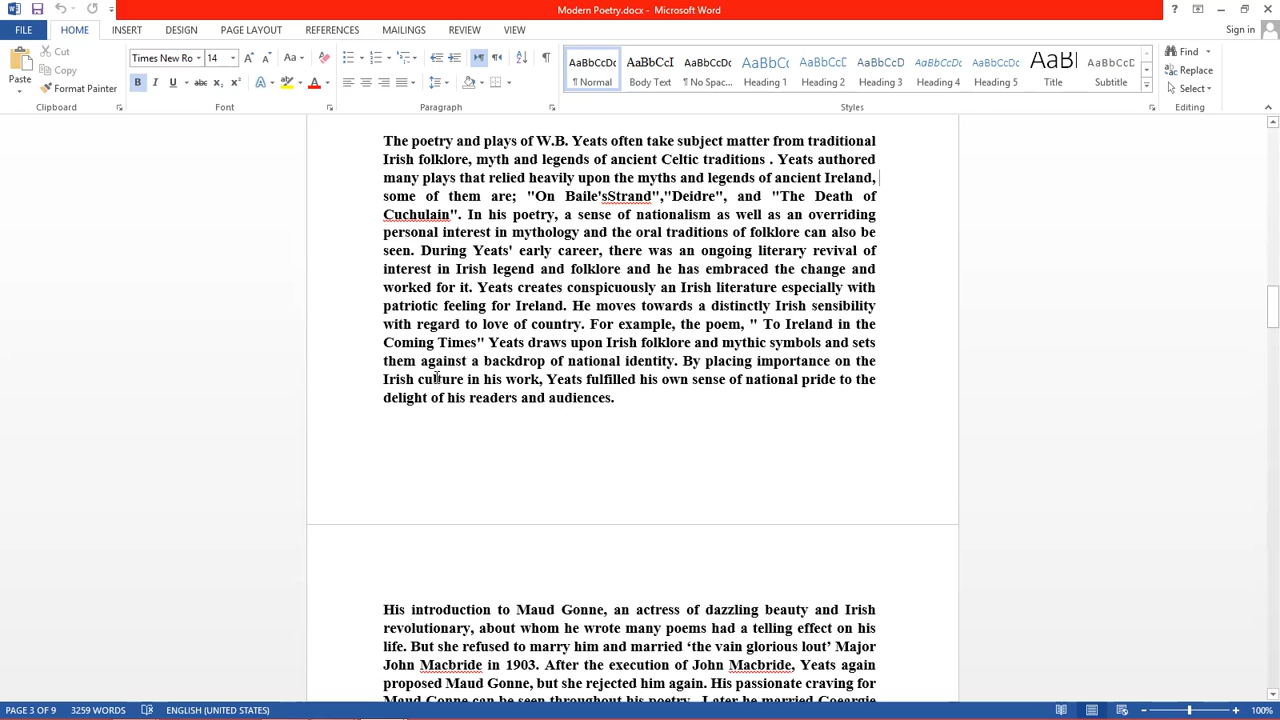 Modern Poetry.docx - Microsoft Word
Sign in
FILE HOME INSERT DESIGN PAGE LAYOUT REFERENCES MAILINGS REVIEW VIEW
Paste
Cut
Copy
Format Painter
Clipboard
Times New Ro 14
Font
Paragraph
AaBbCcDc AaBbCcI AaBbCcDc AaBbC AaBbCc AaBbCcD AaBbCcD AaBbCcD AaBl AaBbCcD
¶ Normal Body Text ¶ No Spac... Heading 1 Heading 2 Heading 3 Heading 4 Heading 5 Title Subtitle
Styles
Find
Replace
Select
Editing
The poetry and plays of W.B. Yeats often take subject matter from traditional
Irish folklore, myth and legends of ancient Celtic traditions . Yeats authored
many plays that relied heavily upon the myths and legends of ancient Ireland,
some of them are; "On Baile'sStrand","Deidre", and "The Death of
Cuchulain". In his poetry, a sense of nationalism as well as an overriding
personal interest in mythology and the oral traditions of folklore can also be
seen. During Yeats' early career, there was an ongoing literary revival of
interest in Irish legend and folklore and he has embraced the change and
worked for it. Yeats creates conspicuously an Irish literature especially with
patriotic feeling for Ireland. He moves towards a distinctly Irish sensibility
with regard to love of country. For example, the poem, " To Ireland in the
Coming Times" Yeats draws upon Irish folklore and mythic symbols and sets
them against a backdrop of national identity. By placing importance on the
Irish culture in his work, Yeats fulfilled his own sense of national pride to the
delight of his readers and audiences.
His introduction to Maud Gonne, an actress of dazzling beauty and Irish
revolutionary, about whom he wrote many poems had a telling effect on his
life. But she refused to marry him and married ‘the vain glorious lout’ Major
John Macbride in 1903. After the execution of John Macbride, Yeats again
proposed Maud Gonne, but she rejected him again. His passionate craving for
Maud Gonne can be seen throughout his poetry. Later he married Goergie
PAGE 3 OF 9 3259 WORDS ENGLISH (UNITED STATES) 100%